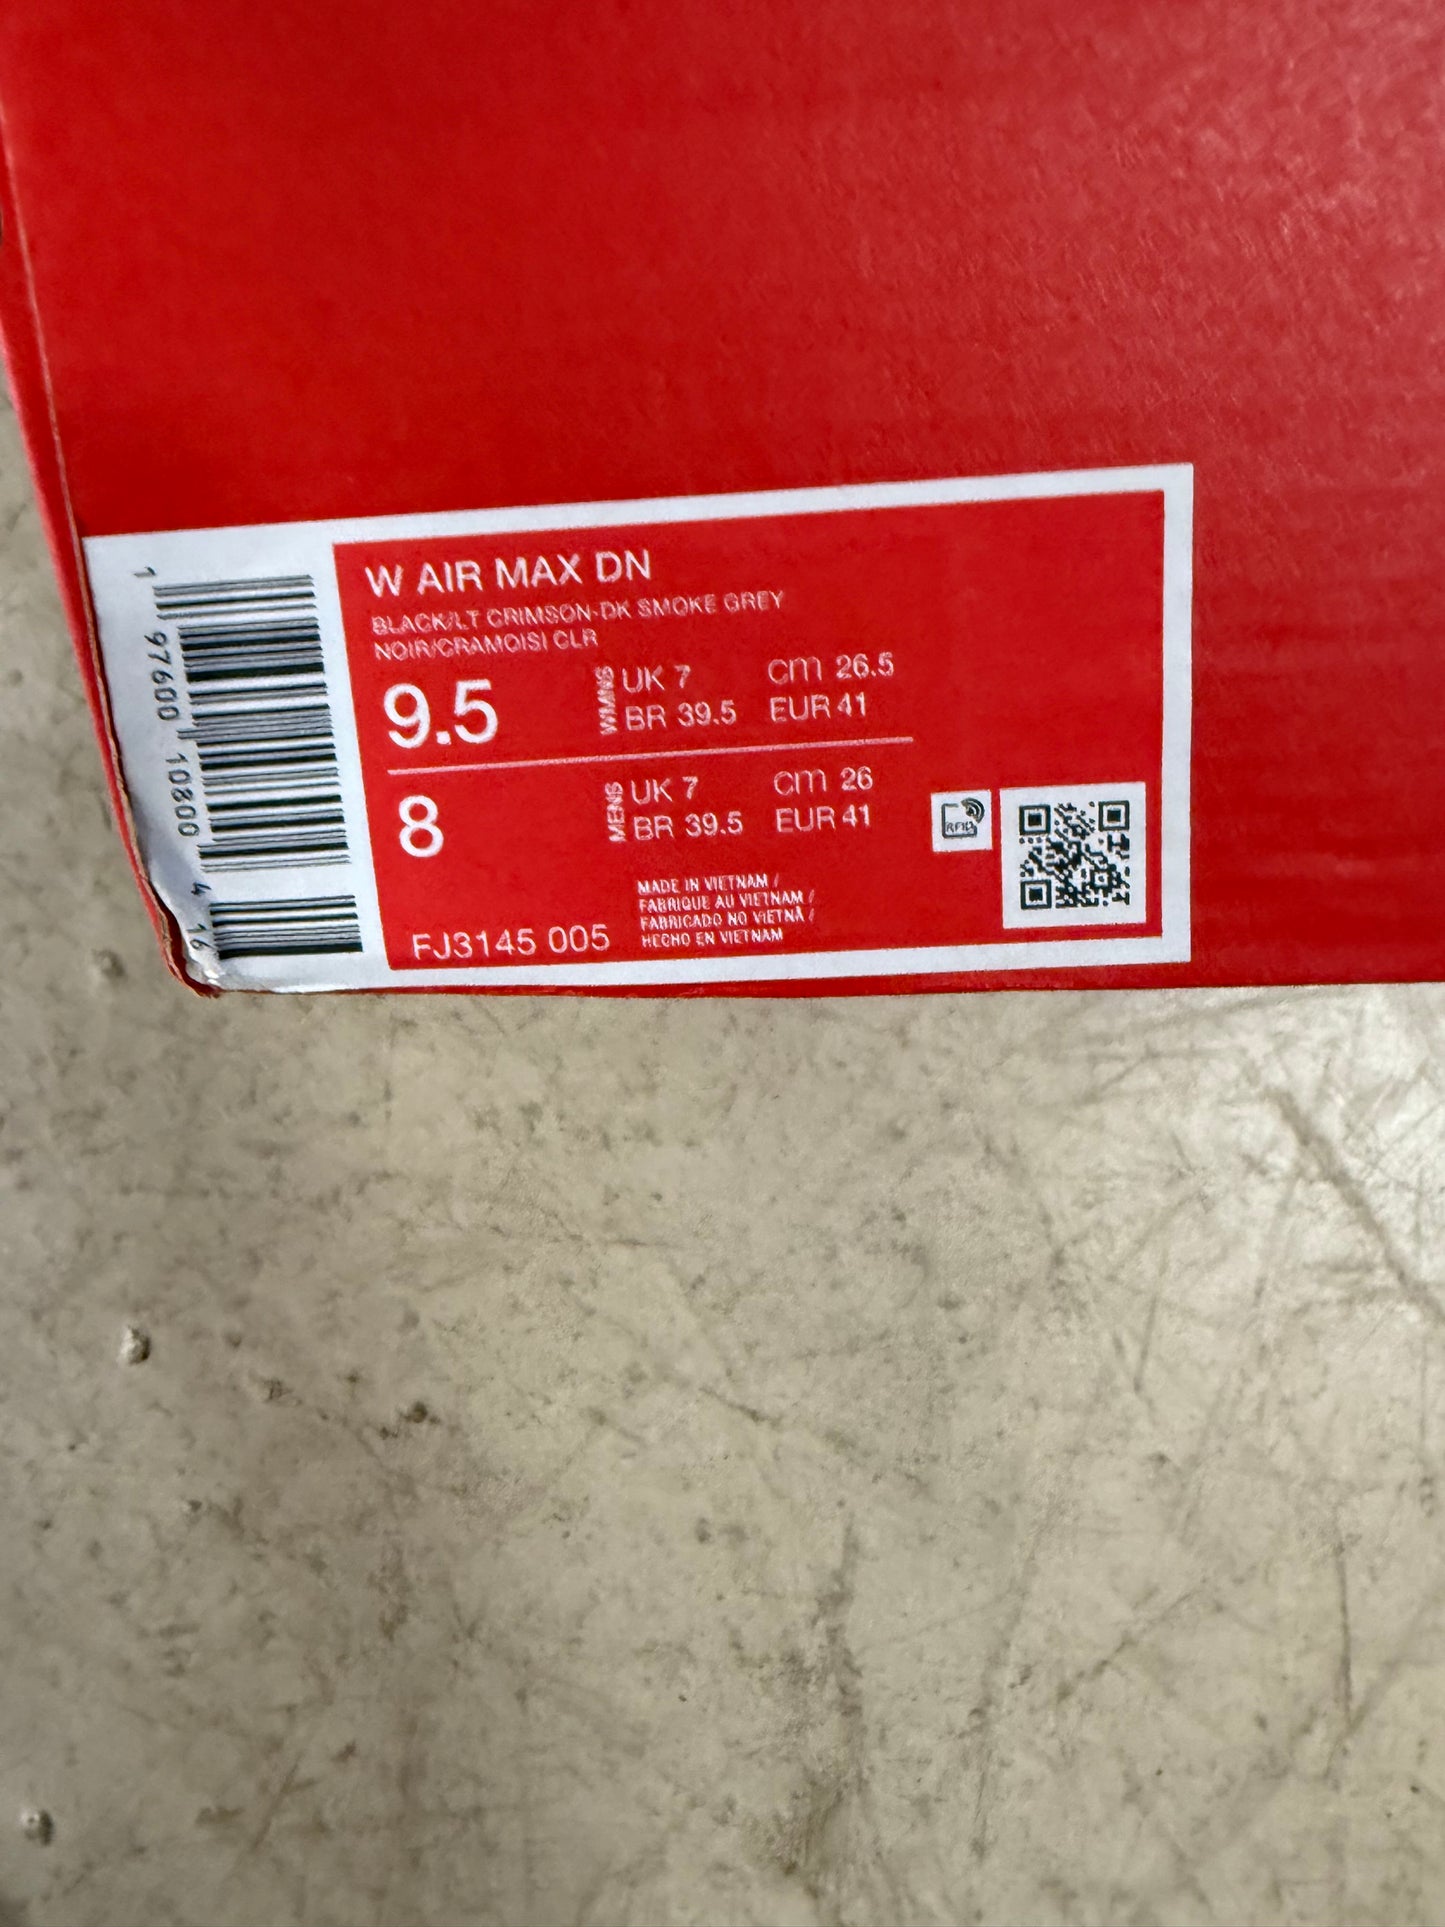 W AIR MAX DN
BLACK/LT CRIMSON-DK SMOKE GREY
NOIR/CRAMOISI CLR
9.5 WMNS UK 7 CM 26.5
BR 39.5 EUR 41
8 MENS UK 7 CM 26
BR 39.5 EUR 41
MADE IN VIETNAM /
FABRIQUE AU VIETNAM /
FABRICADO NO VIETNÃ /
HECHO EN VIETNAM
FJ3145 005
RFID
1 97600 10800 4 16